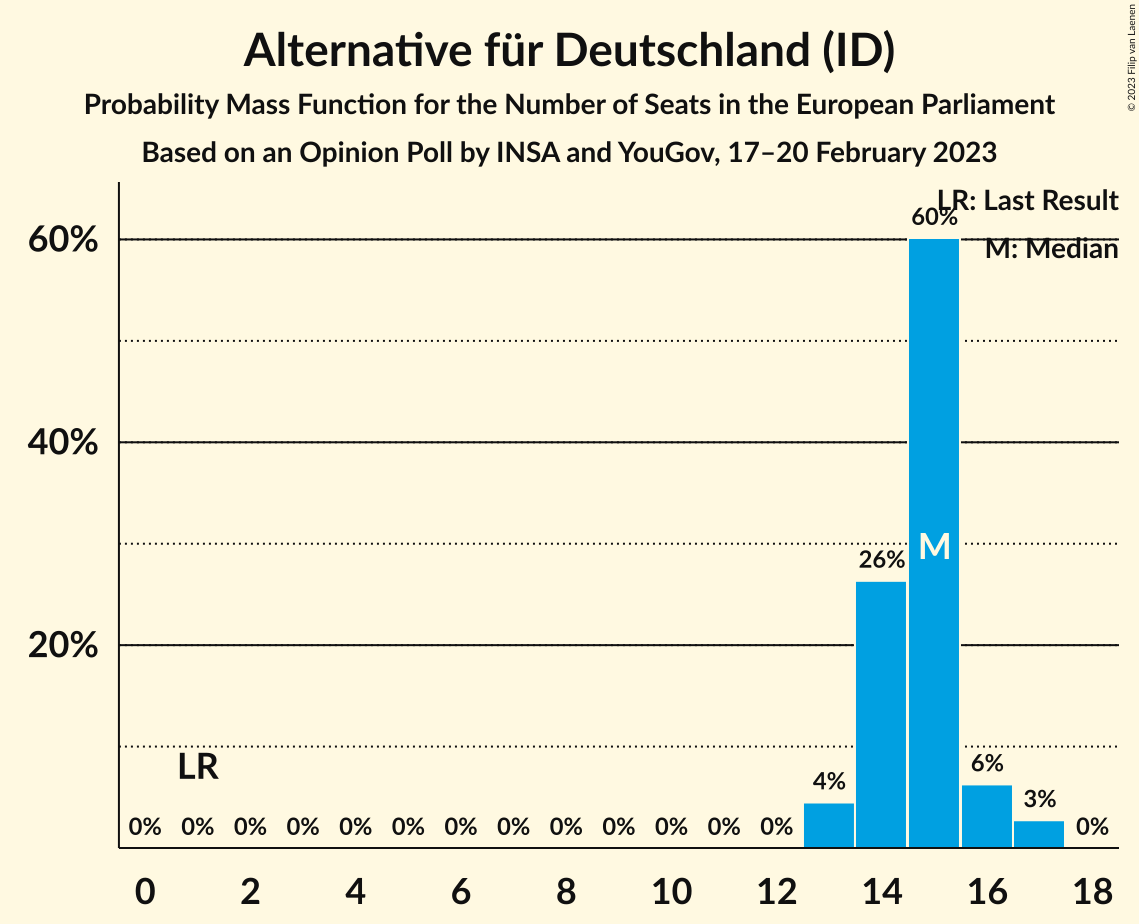 Alternative für Deutschland (ID)
Probability Mass Function for the Number of Seats in the European Parliament
Based on an Opinion Poll by INSA and YouGov, 17–20 February 2023
© 2023 Filip van Laenen
LR: Last Result
M: Median
60%
40%
20%
60%
M
26%
LR
4%
6%
3%
0% 0% 0% 0% 0% 0% 0% 0% 0% 0% 0% 0% 0% 0%
0 2 4 6 8 10 12 14 16 18